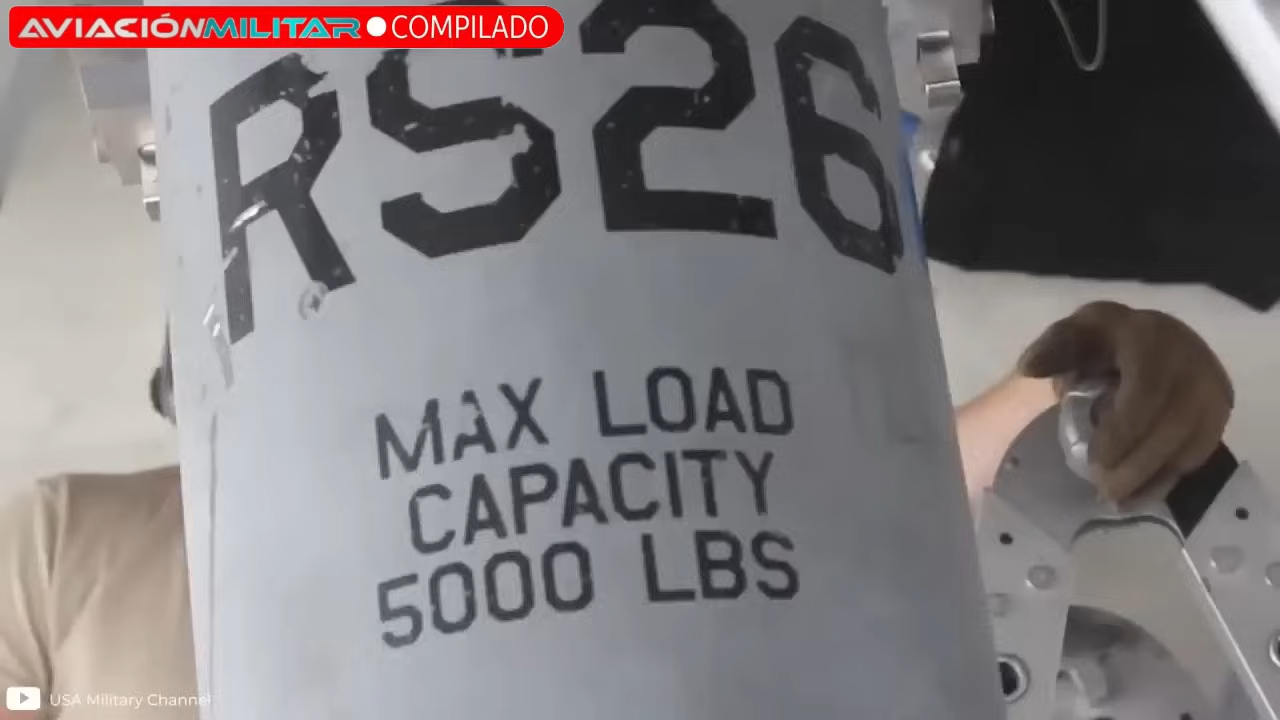 AVIACIÓNMILITAR COMPILADO
RS26
MAX LOAD
CAPACITY
5000 LBS
USA Military Channel